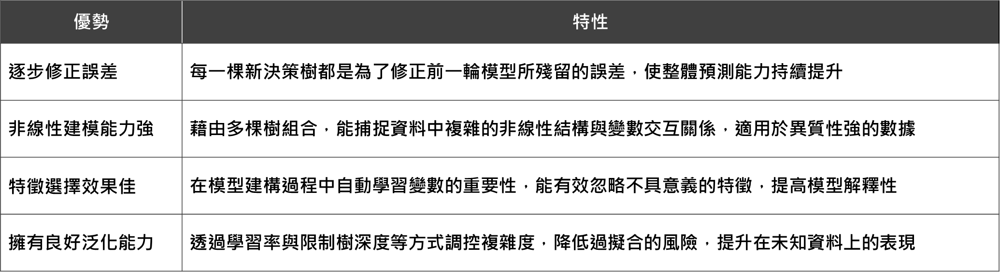 優勢 特性
逐步修正誤差 每一棵新決策樹都是為了修正前一輪模型所殘留的誤差，使整體預測能力持續提升
非線性建模能力強 藉由多棵樹組合，能捕捉資料中複雜的非線性結構與變數交互關係，適用於異質性強的數據
特徵選擇效果佳 在模型建構過程中自動學習變數的重要性，能有效忽略不具意義的特徵，提高模型解釋性
擁有良好泛化能力 透過學習率與限制樹深度等方式調控複雜度，降低過擬合的風險，提升在未知資料上的表現